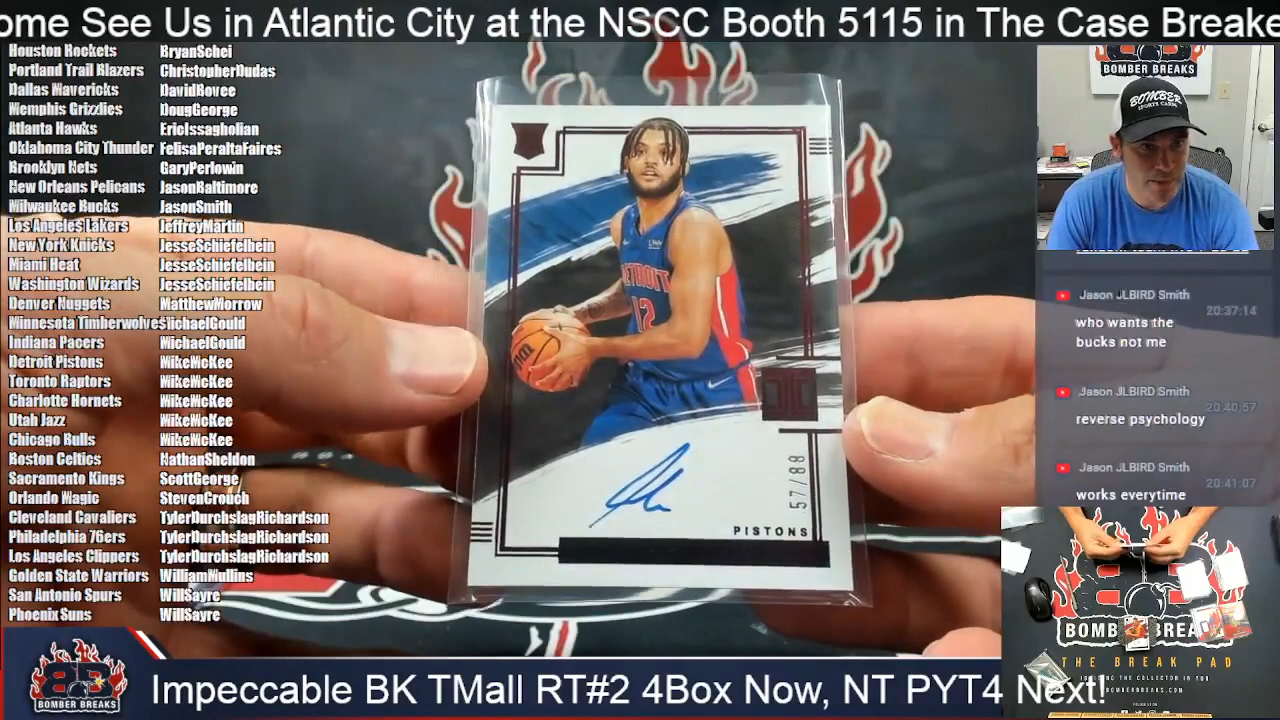 ome See Us in Atlantic City at the NSCC Booth 5115 in The Case Breake
Houston Rockets BryanSchei
Portland Trail Blazers ChristopherDudas
Dallas Mavericks DavidBovee
Memphis Grizzlies DougGeorge
Atlanta Hawks EricIssagholian
Oklahoma City Thunder FelisaPeraltaFaires
Brooklyn Nets GaryPerlowin
New Orleans Pelicans JasonBaltimore
Milwaukee Bucks JasonSmith
Los Angeles Lakers JeffreyMartin
New York Knicks JesseSchiefelbein
Miami Heat JesseSchiefelbein
Washington Wizards JesseSchiefelbein
Denver Nuggets MatthewMorrow
Minnesota Timberwolves MichaelGould
Indiana Pacers MichaelGould
Detroit Pistons MikeMcKee
Toronto Raptors MikeMcKee
Charlotte Hornets MikeMcKee
Utah Jazz MikeMcKee
Chicago Bulls MikeMcKee
Boston Celtics NathanSheldon
Sacramento Kings ScottGeorge
Orlando Magic StevenCrouch
Cleveland Cavaliers TylerDurchslagRichardson
Philadelphia 76ers TylerDurchslagRichardson
Los Angeles Clippers TylerDurchslagRichardson
Golden State Warriors WilliamMullins
San Antonio Spurs WillSayre
Phoenix Suns WillSayre
DETROIT
12
57/88
PISTONS
BOMBER BREAKS
BOMBER
SPORTS CARDS
Jason JLBIRD Smith
20:37:14
who wants the
bucks not me
Jason JLBIRD Smith
20:40:57
reverse psychology
Jason JLBIRD Smith
20:41:07
works everytime
BOMB BREA
THE BREAK PAD
BOMBERBREAKS.COM
BOMBER BREAKS
Impeccable BK TMall RT#2 4Box Now, NT PYT4 Next!